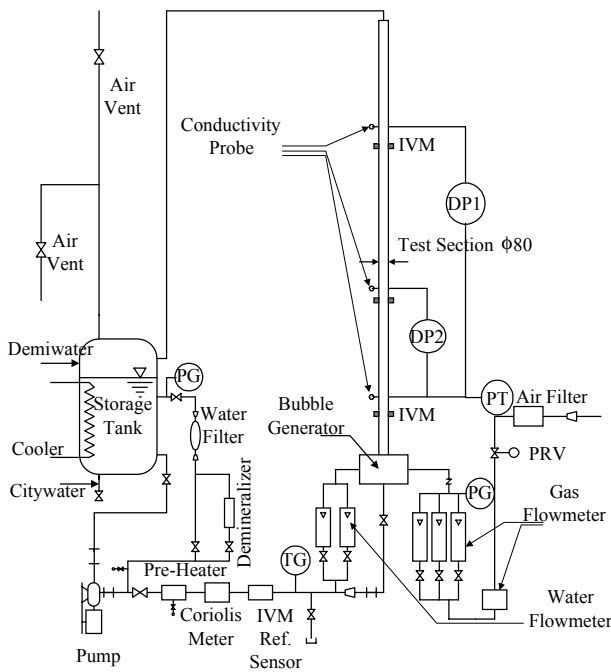 Air
Vent
Conductivity
Probe
IVM
DP1
Air
Vent
Test Section ϕ80
DP2
Demiwater
PG
Storage
Tank
Water
Filter
Bubble
Generator
IVM
PT
Air Filter
Cooler
PRV
Citywater
Demineralizer
PG
Gas
Flowmeter
TG
Pre-Heater
Coriolis
Meter
IVM
Ref.
Sensor
Water
Flowmeter
Pump